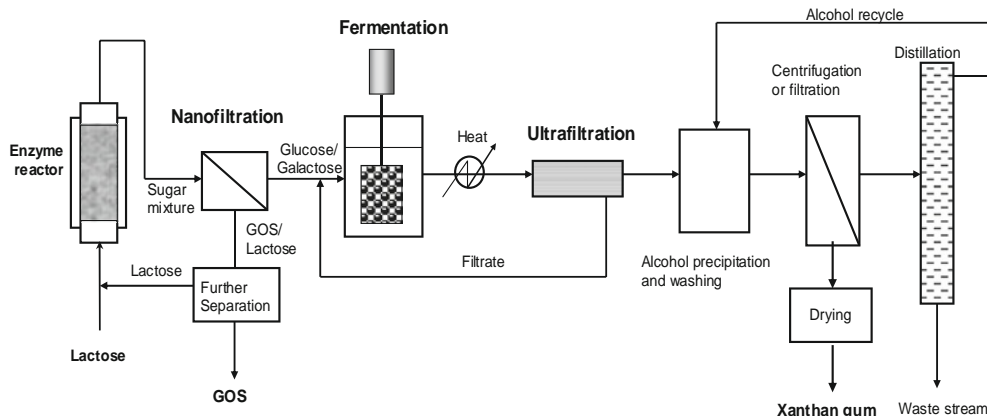 Alcohol recycle
Fermentation
Distillation
Centrifugation
or filtration
Nanofiltration
Heat
Ultrafiltration
Enzyme
reactor
Glucose/
Galactose
Sugar
mixture
GOS/
Lactose
Filtrate
Alcohol precipitation
and washing
Lactose
Further
Separation
Drying
Lactose
GOS
Xanthan gum
Waste stream